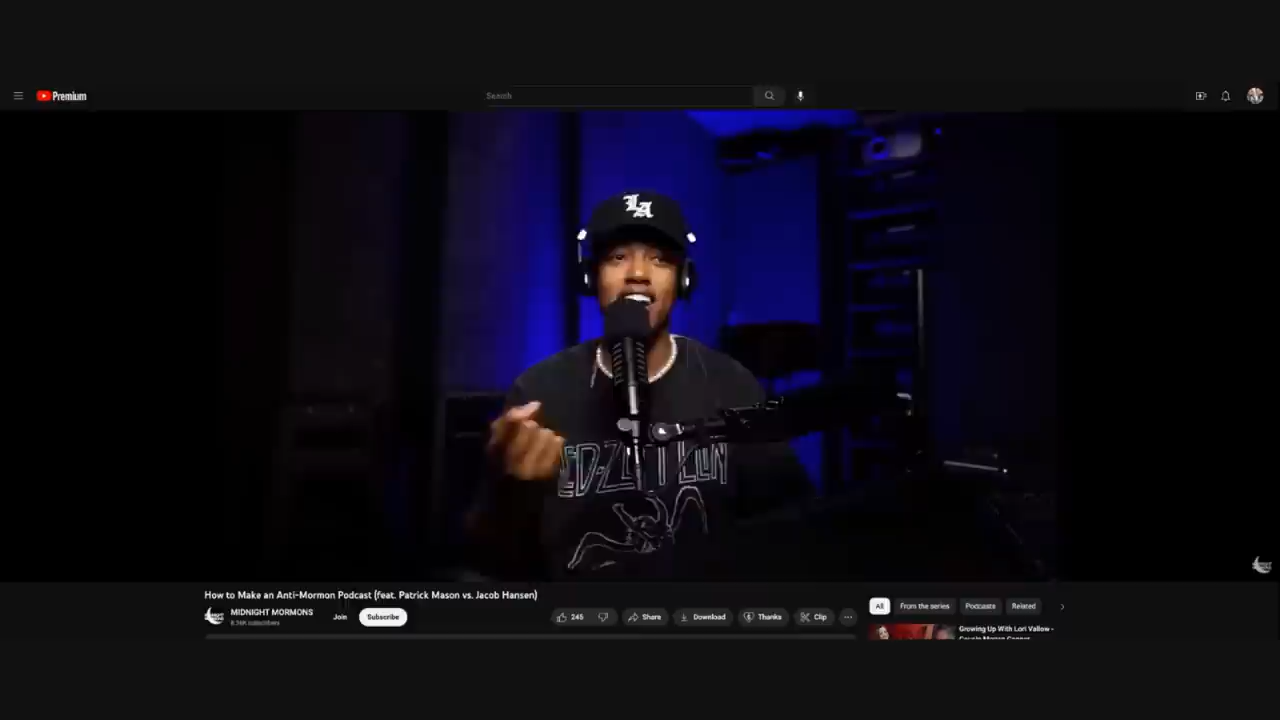 Premium
Search
LA
LED-ZEPPELIN
How to Make an Anti-Mormon Podcast (feat. Patrick Mason vs. Jacob Hansen)
MIDNIGHT MORMONS
Join
Subscribe
245
Share
Download
Thanks
Clip
All
From the series
Podcasts
Related
Growing Up With Lori Vallow -